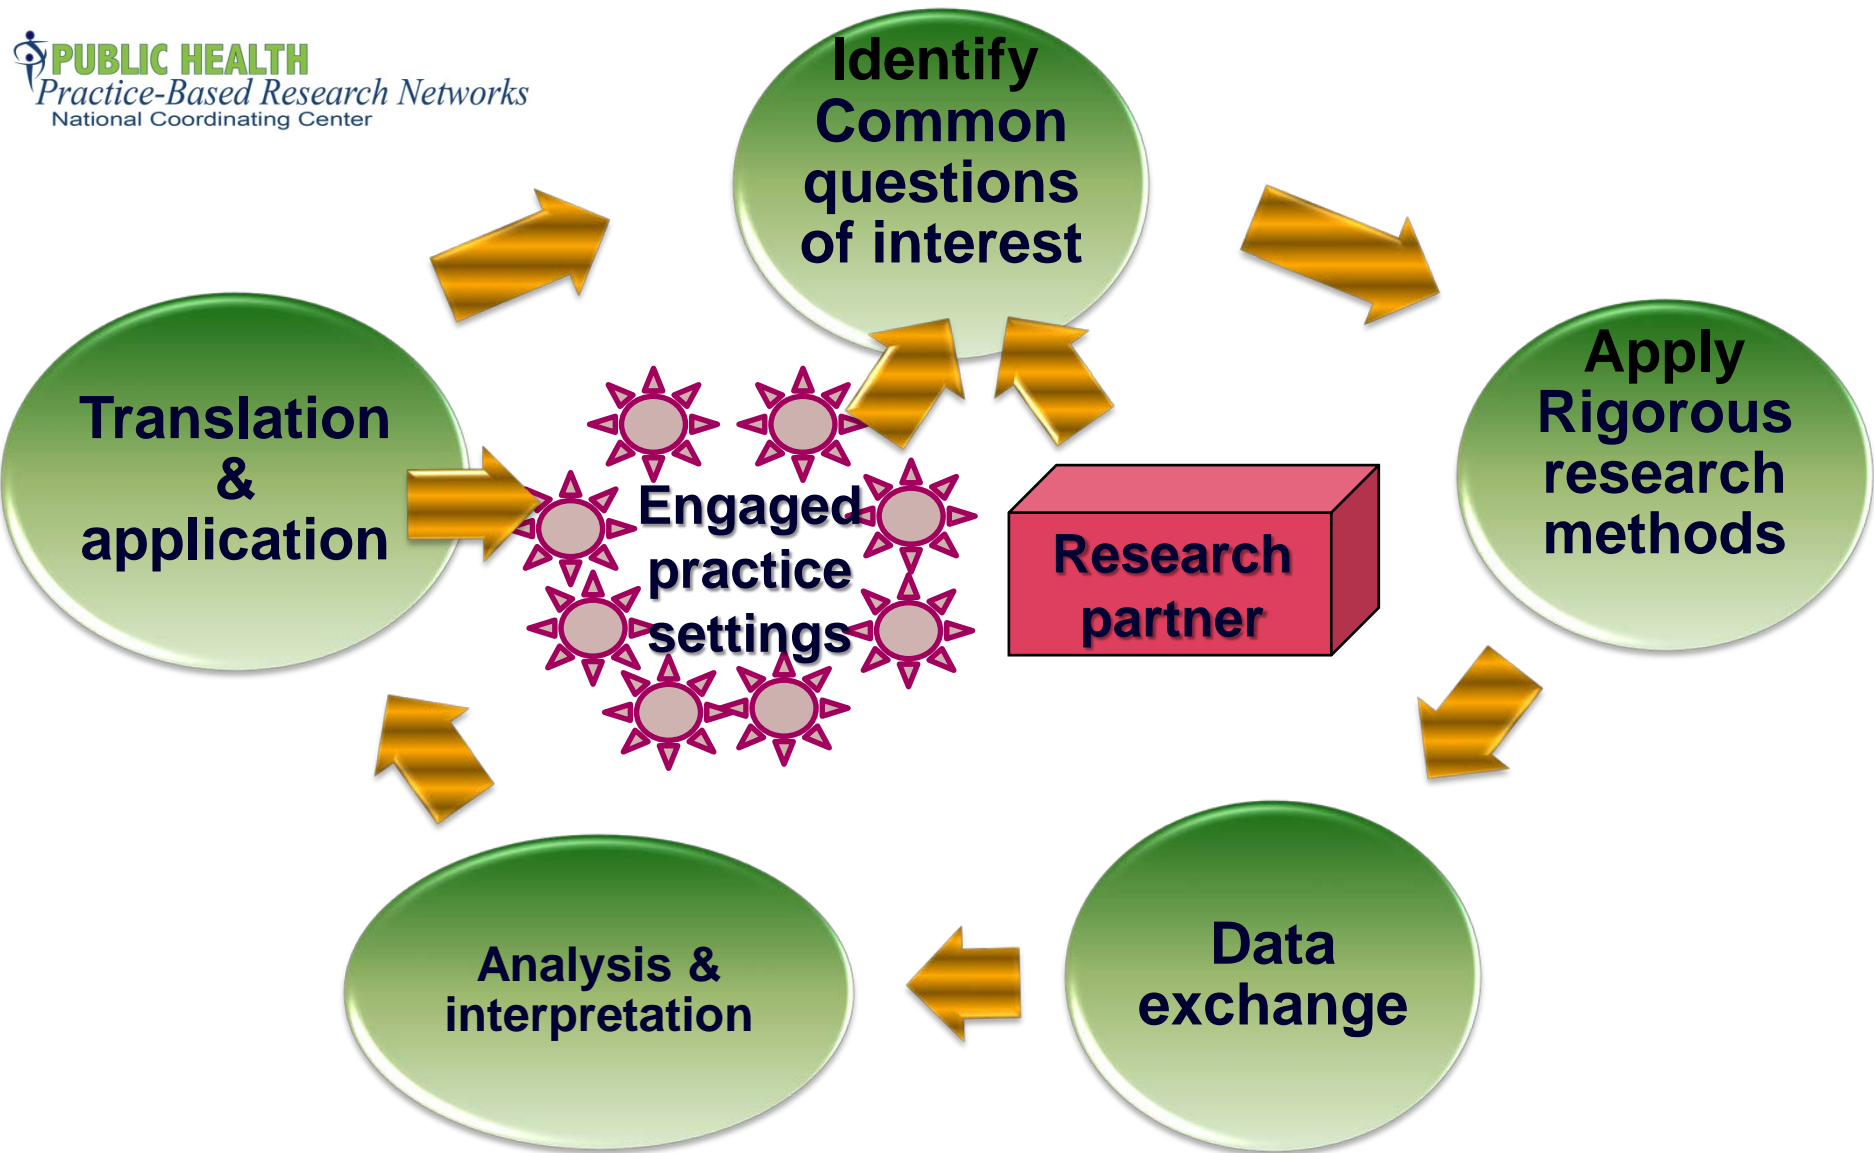 PUBLIC HEALTH
Practice-Based Research Networks
National Coordinating Center
Identify
Common
questions
of interest
Apply
Rigorous
research
methods
Data
exchange
Analysis &
interpretation
Translation
&
application
Engaged
practice
settings
Research
partner